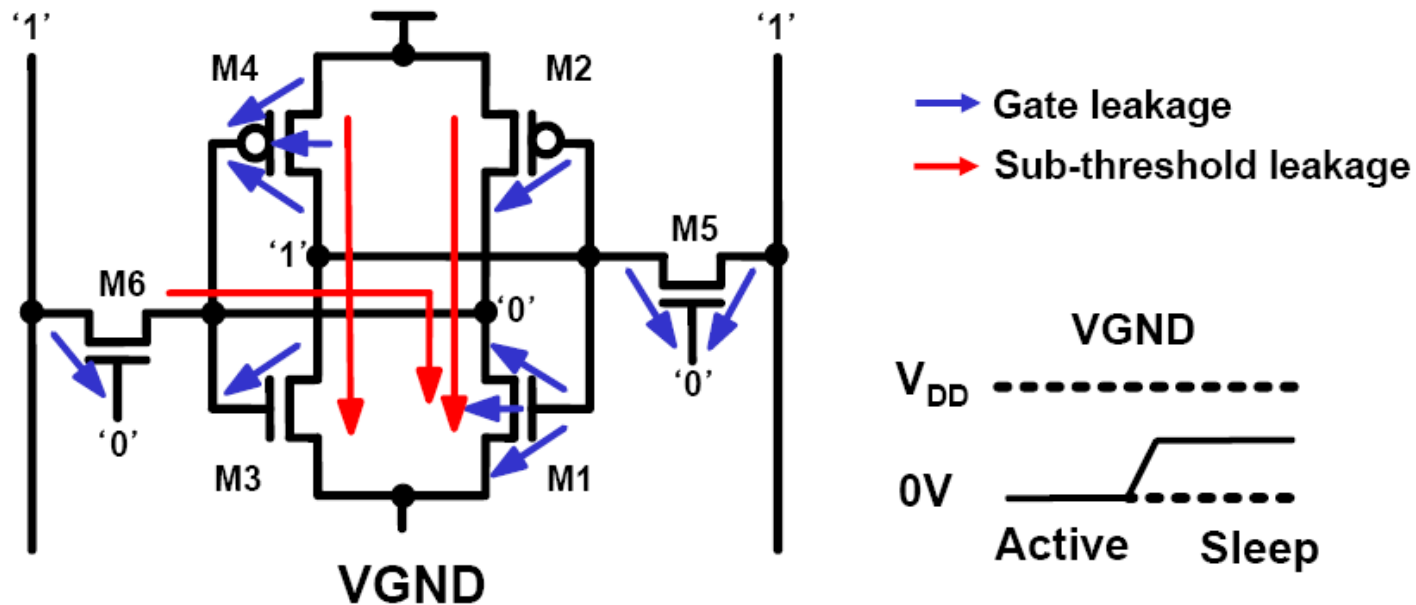 ‘1’
‘1’
M4
M2
Gate leakage
Sub-threshold leakage
M5
‘1’
M6
‘0’
‘0’
‘0’
M3
M1
VGND
VGND
VDD
0V
Active
Sleep